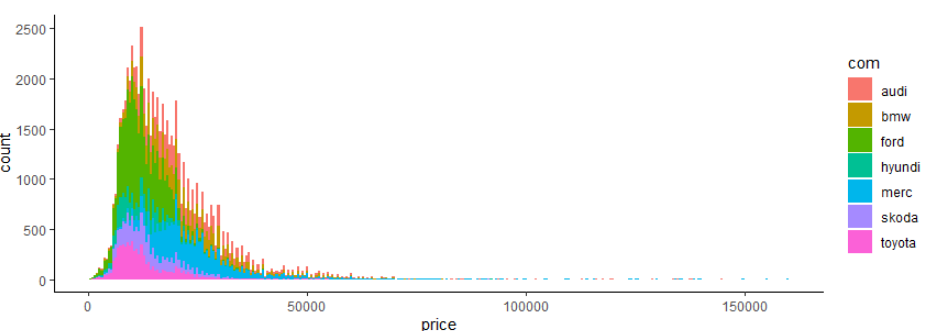 2500
2000
1500
1000
500
0
count
0 50000 100000 150000
price
com
audi
bmw
ford
hyundi
merc
skoda
toyota